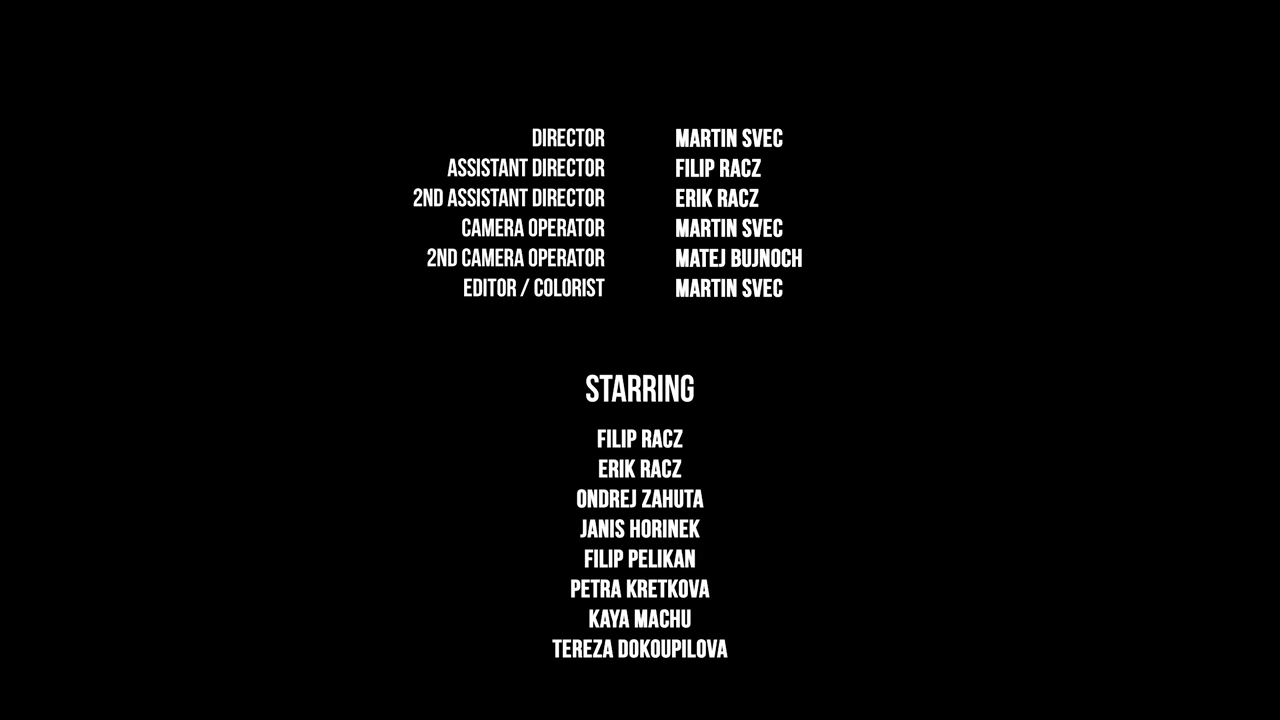 DIRECTOR MARTIN SVEC
ASSISTANT DIRECTOR FILIP RACZ
2ND ASSISTANT DIRECTOR ERIK RACZ
CAMERA OPERATOR MARTIN SVEC
2ND CAMERA OPERATOR MATEJ BUJNOCH
EDITOR / COLORIST MARTIN SVEC
STARRING
FILIP RACZ
ERIK RACZ
ONDREJ ZAHUTA
JANIS HORINEK
FILIP PELIKAN
PETRA KRETKOVA
KAYA MACHU
TEREZA DOKOUPILOVA